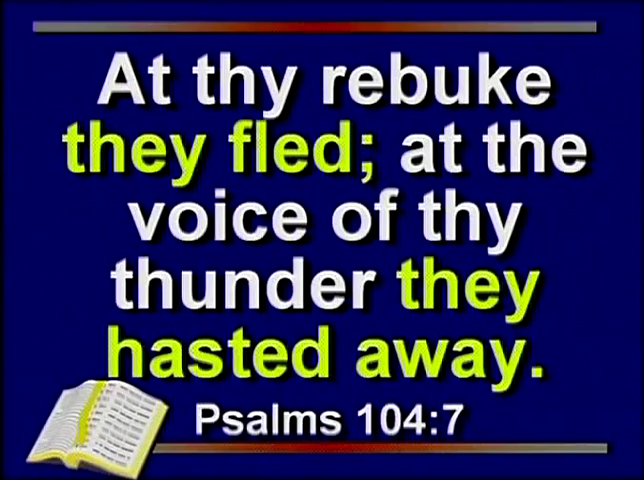 At thy rebuke
they fled; at the
voice of thy
thunder they
hasted away.
Psalms 104:7